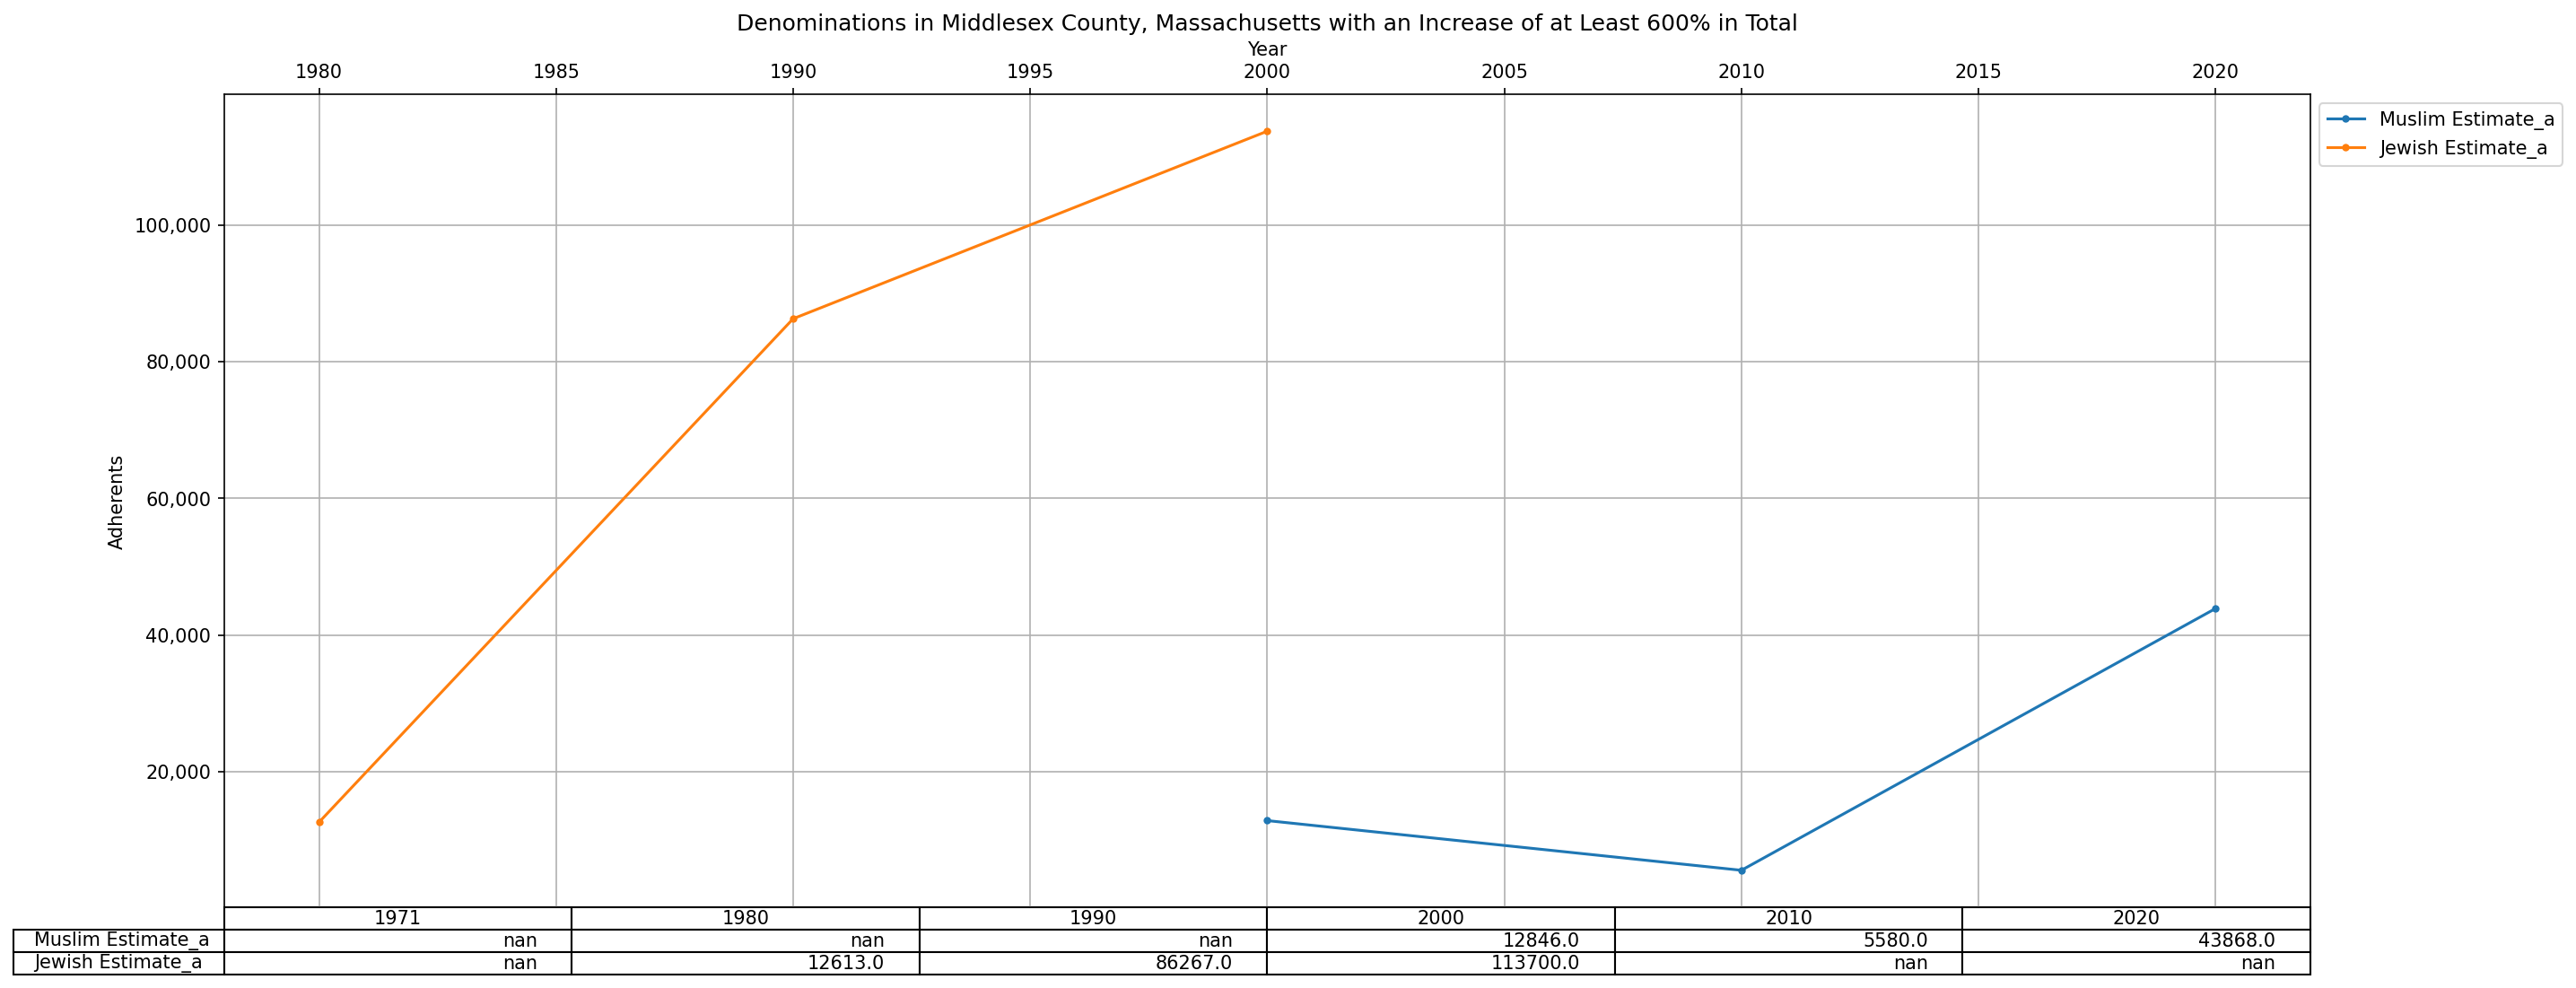 Denominations in Middlesex County, Massachusetts with an Increase of at Least 600% in Total
Year
1980 1985 1990 1995 2000 2005 2010 2015 2020
Muslim Estimate_a
Jewish Estimate_a
100,000
80,000
60,000
40,000
20,000
Adherents
1971 1980 1990 2000 2010 2020
Muslim Estimate_a nan nan nan 12846.0 5580.0 43868.0
Jewish Estimate_a nan 12613.0 86267.0 113700.0 nan nan